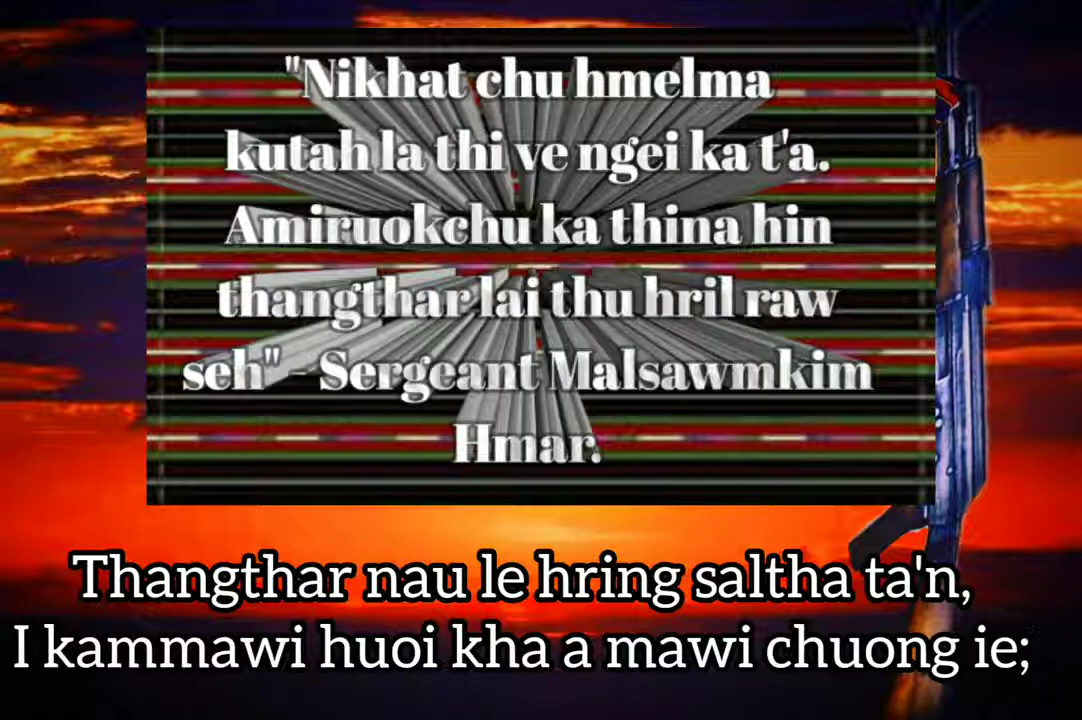 "Nikhat chu hmelma
kutah la thi ve ngei ka t'a.
Amiruokchu ka thina hin
thangthar lai thu hril raw
seh" - Sergeant Malsawmkim
Hmar.
Thangthar nau le hring saltha ta'n,
I kammawi huoi kha a mawi chuong ie;